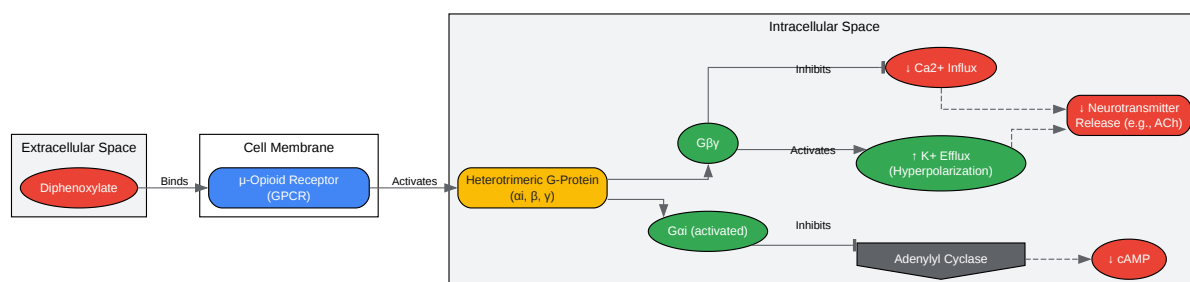 Intracellular Space
Extracellular Space
Diphenoxylate
Binds
Cell Membrane
μ-Opioid Receptor
(GPCR)
Activates
Heterotrimeric G-Protein
(αi, β, γ)
Gβγ
Inhibits
↓ Ca2+ Influx
Activates
↑ K+ Efflux
(Hyperpolarization)
↓ Neurotransmitter
Release (e.g., ACh)
Gαi (activated)
Inhibits
Adenylyl Cyclase
↓ cAMP